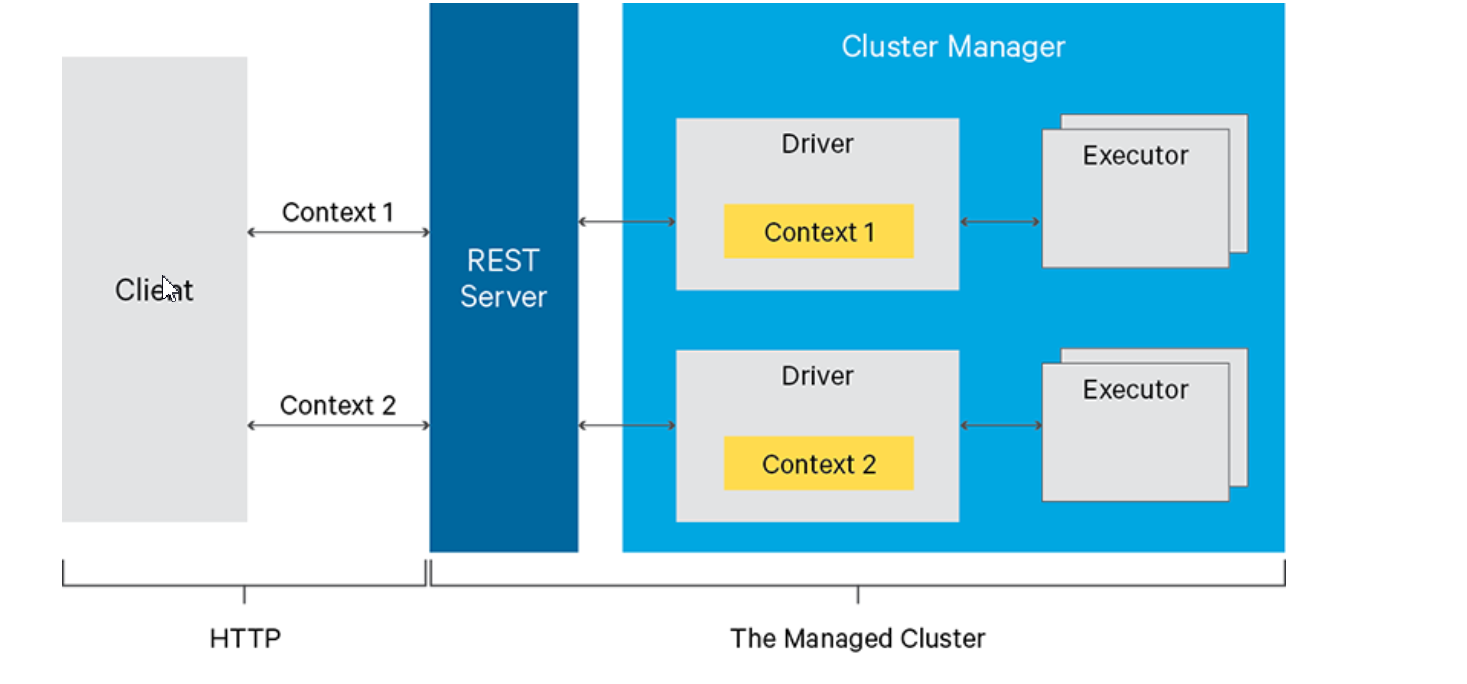 Cluster Manager
Driver
Executor
Context 1
Context 1
REST
Server
Client
Driver
Executor
Context 2
Context 2
HTTP
The Managed Cluster